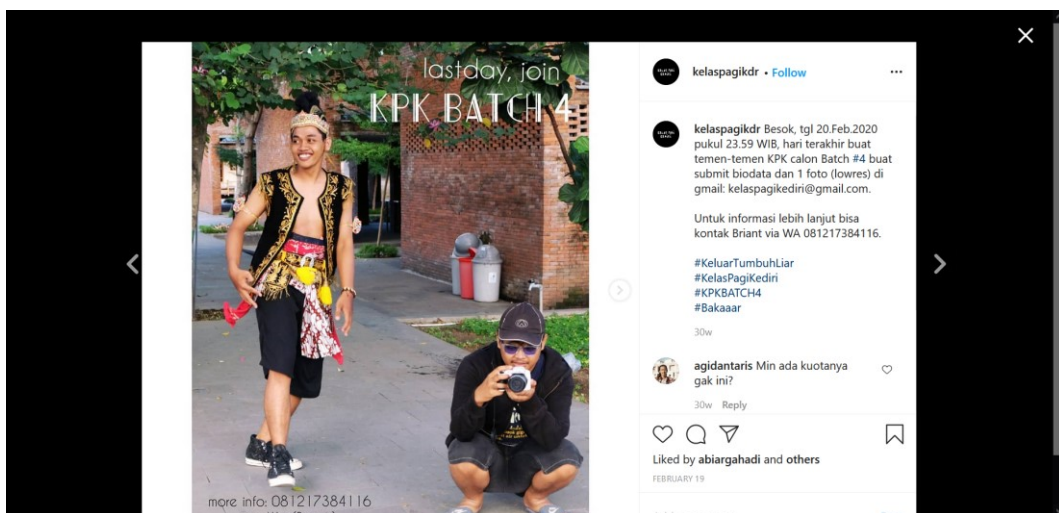 lastday, join
KPK BATCH 4
more info: 081217384116
kelaspagikdr • Follow
kelaspagikdr Besok, tgl 20.Feb.2020
pukul 23.59 WIB, hari terakhir buat
temen-temen KPK calon Batch #4 buat
submit biodata dan 1 foto (lowres) di
gmail: kelaspagikediri@gmail.com.
Untuk informasi lebih lanjut bisa
kontak Briant via WA 081217384116.
#KeluarTumbuhLiar
#KelasPagiKediri
#KPKBATCH4
#Bakaaar
30w
agidantaris Min ada kuotanya
gak ini?
30w Reply
Liked by abiargahadi and others
FEBRUARY 19